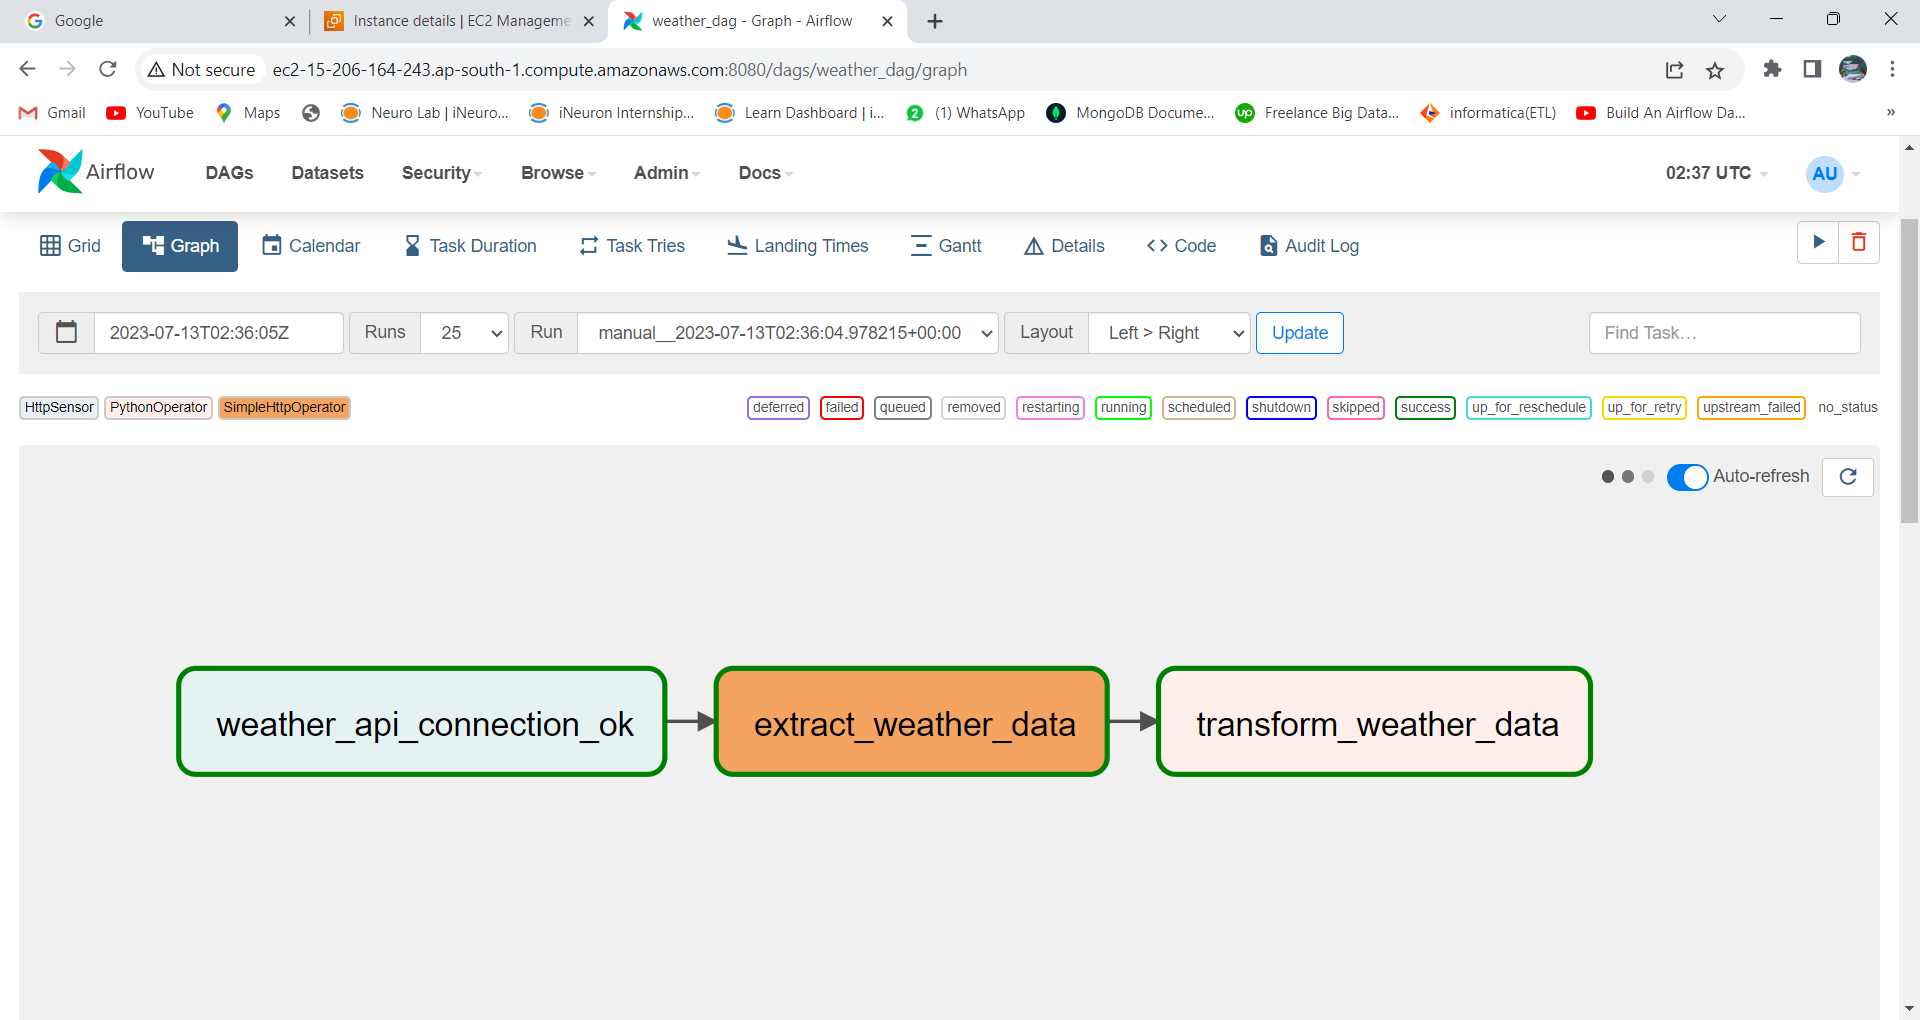 Google
Instance details | EC2 Manageme
weather_dag - Graph - Airflow
Not secure
ec2-15-206-164-243.ap-south-1.compute.amazonaws.com:8080/dags/weather_dag/graph
Gmail
YouTube
Maps
Neuro Lab | iNeuro...
iNeuron Internship...
Learn Dashboard | i...
2
(1) WhatsApp
MongoDB Docume...
up
Freelance Big Data...
informatica(ETL)
Build An Airflow Da...
»
Airflow
DAGs
Datasets
Security
Browse
Admin
Docs
02:37 UTC
AU
Grid
Graph
Calendar
Task Duration
Task Tries
Landing Times
Gantt
Details
Code
Audit Log
2023-07-13T02:36:05Z
Runs
25
Run
manual__2023-07-13T02:36:04.978215+00:00
Layout
Left > Right
Update
Find Task…
HttpSensor
PythonOperator
SimpleHttpOperator
deferred
failed
queued
removed
restarting
running
scheduled
shutdown
skipped
success
up_for_reschedule
up_for_retry
upstream_failed
no_status
Auto-refresh
weather_api_connection_ok
extract_weather_data
transform_weather_data